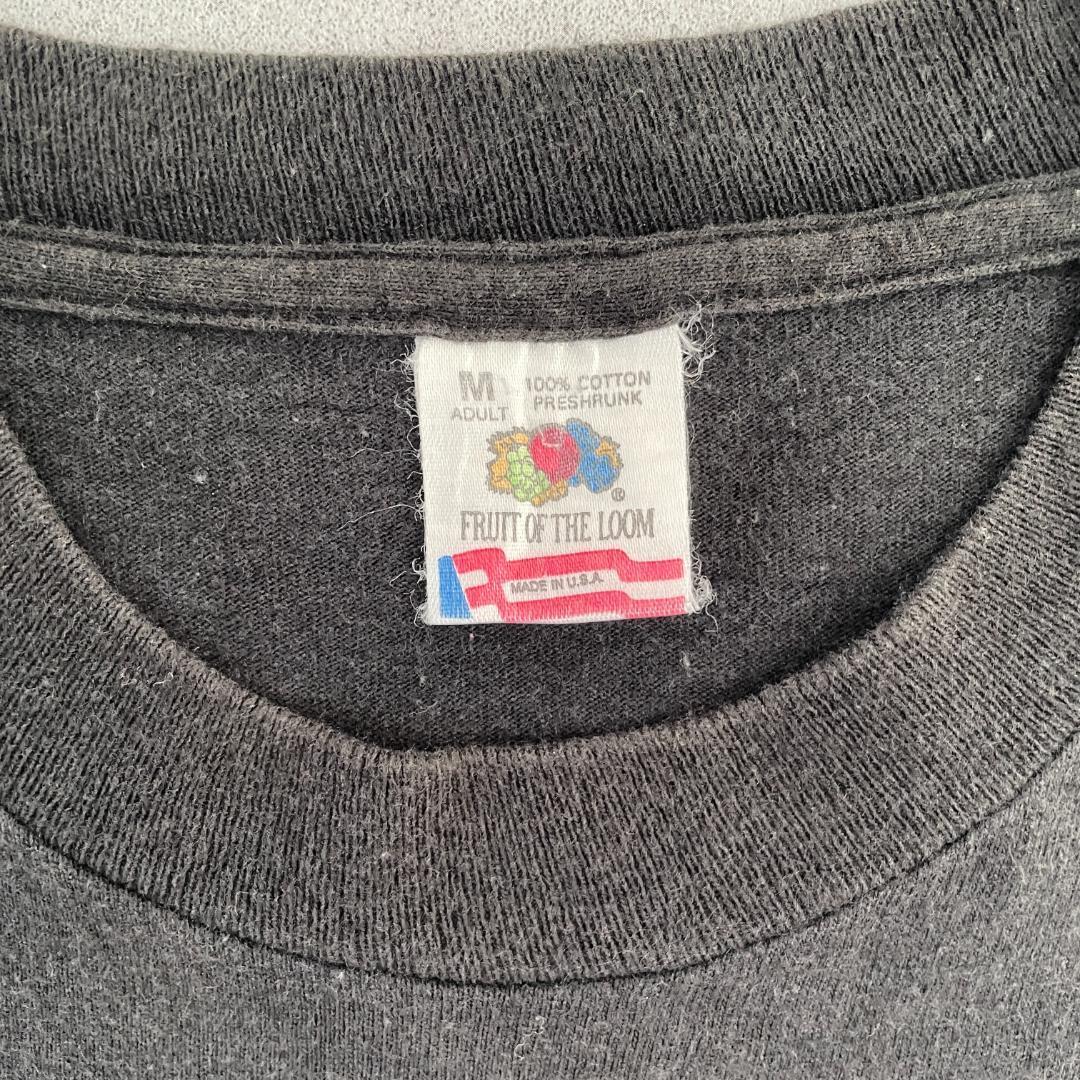 M 100% COTTON
ADULT PRESHRUNK
®
FRUIT OF THE LOOM
MADE IN U.S.A.